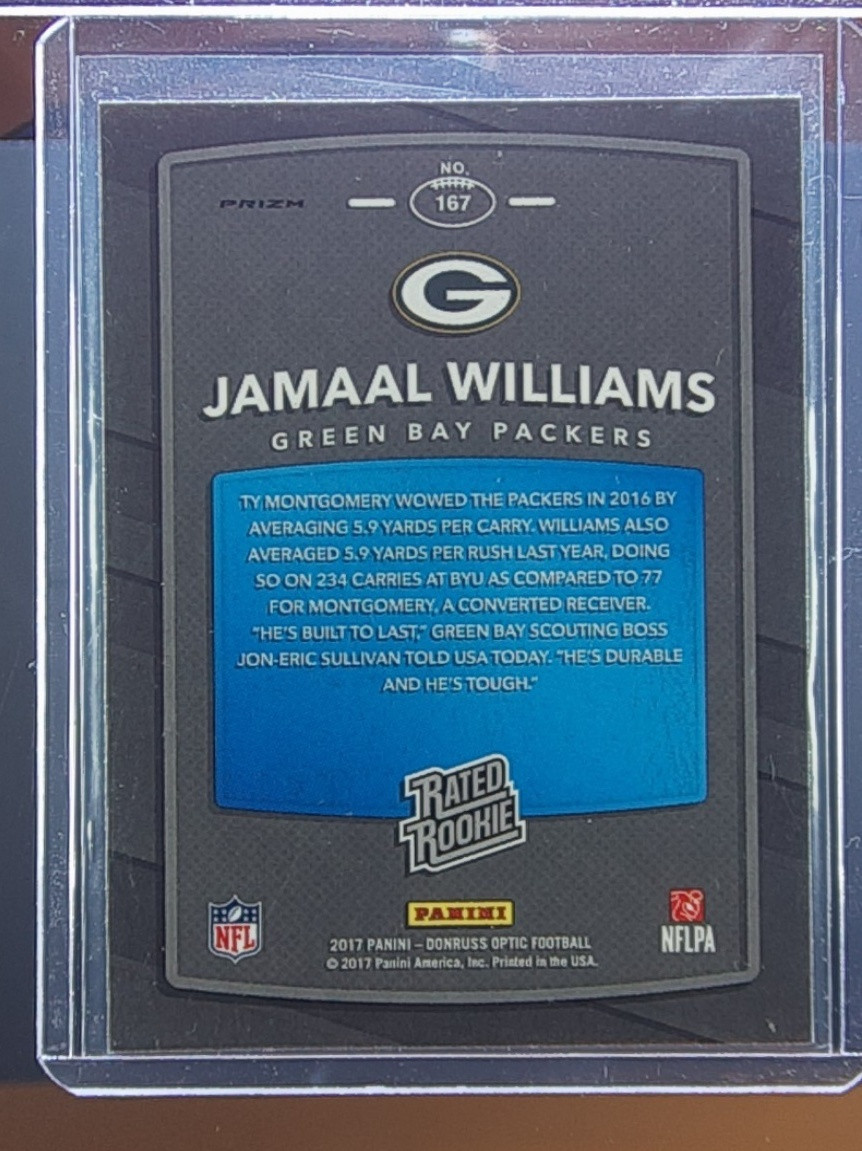 NO.
PRIZM
167
G
JAMAAL WILLIAMS
GREEN BAY PACKERS
TY MONTGOMERY WOWED THE PACKERS IN 2016 BY
AVERAGING 5.9 YARDS PER CARRY. WILLIAMS ALSO
AVERAGED 5.9 YARDS PER RUSH LAST YEAR, DOING
SO ON 234 CARRIES AT BYU AS COMPARED TO 77
FOR MONTGOMERY, A CONVERTED RECEIVER.
"HE'S BUILT TO LAST," GREEN BAY SCOUTING BOSS
JON-ERIC SULLIVAN TOLD USA TODAY. "HE'S DURABLE
AND HE'S TOUGH."
RATED
ROOKIE
NFL
PANINI
NFLPA
2017 PANINI – DONRUSS OPTIC FOOTBALL
© 2017 Panini America, Inc. Printed in the USA.